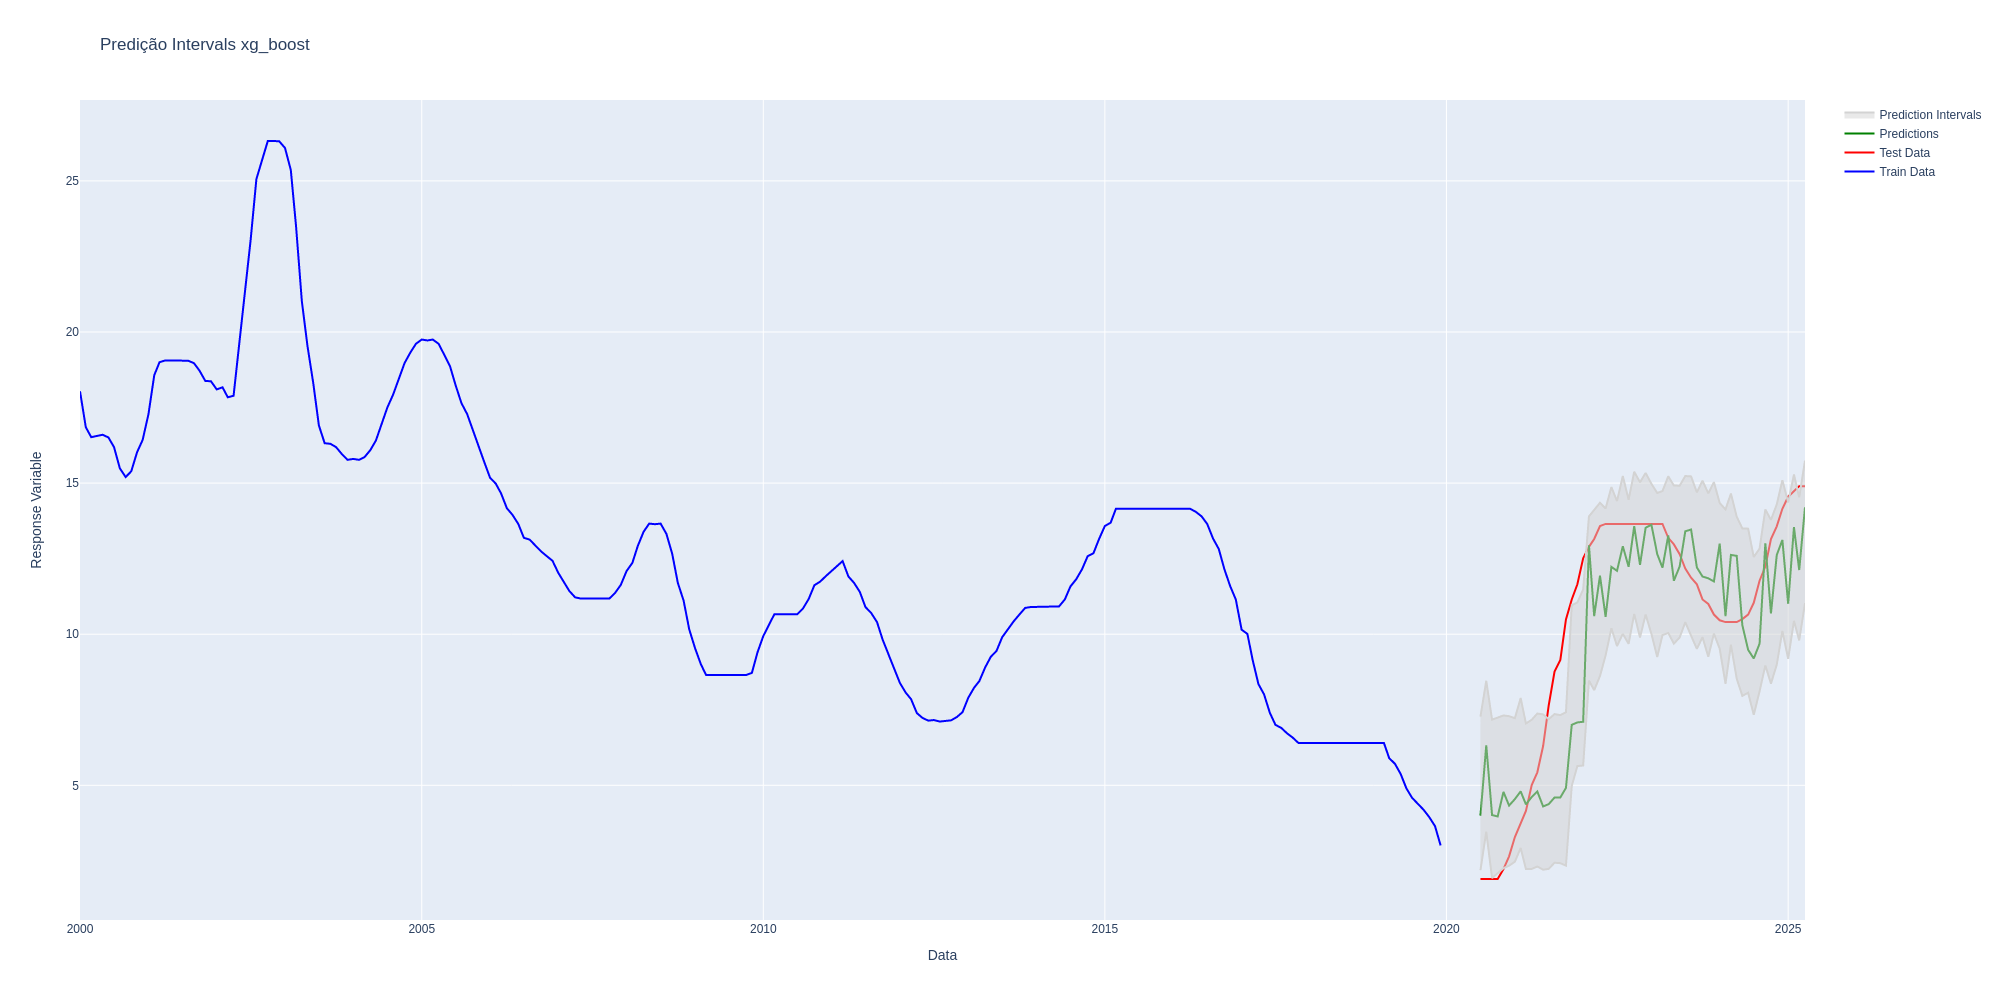 Predição Intervals xg_boost
Prediction Intervals
Predictions
Test Data
Train Data
25
20
15
10
5
Response Variable
2000
2005
2010
2015
2020
2025
Data